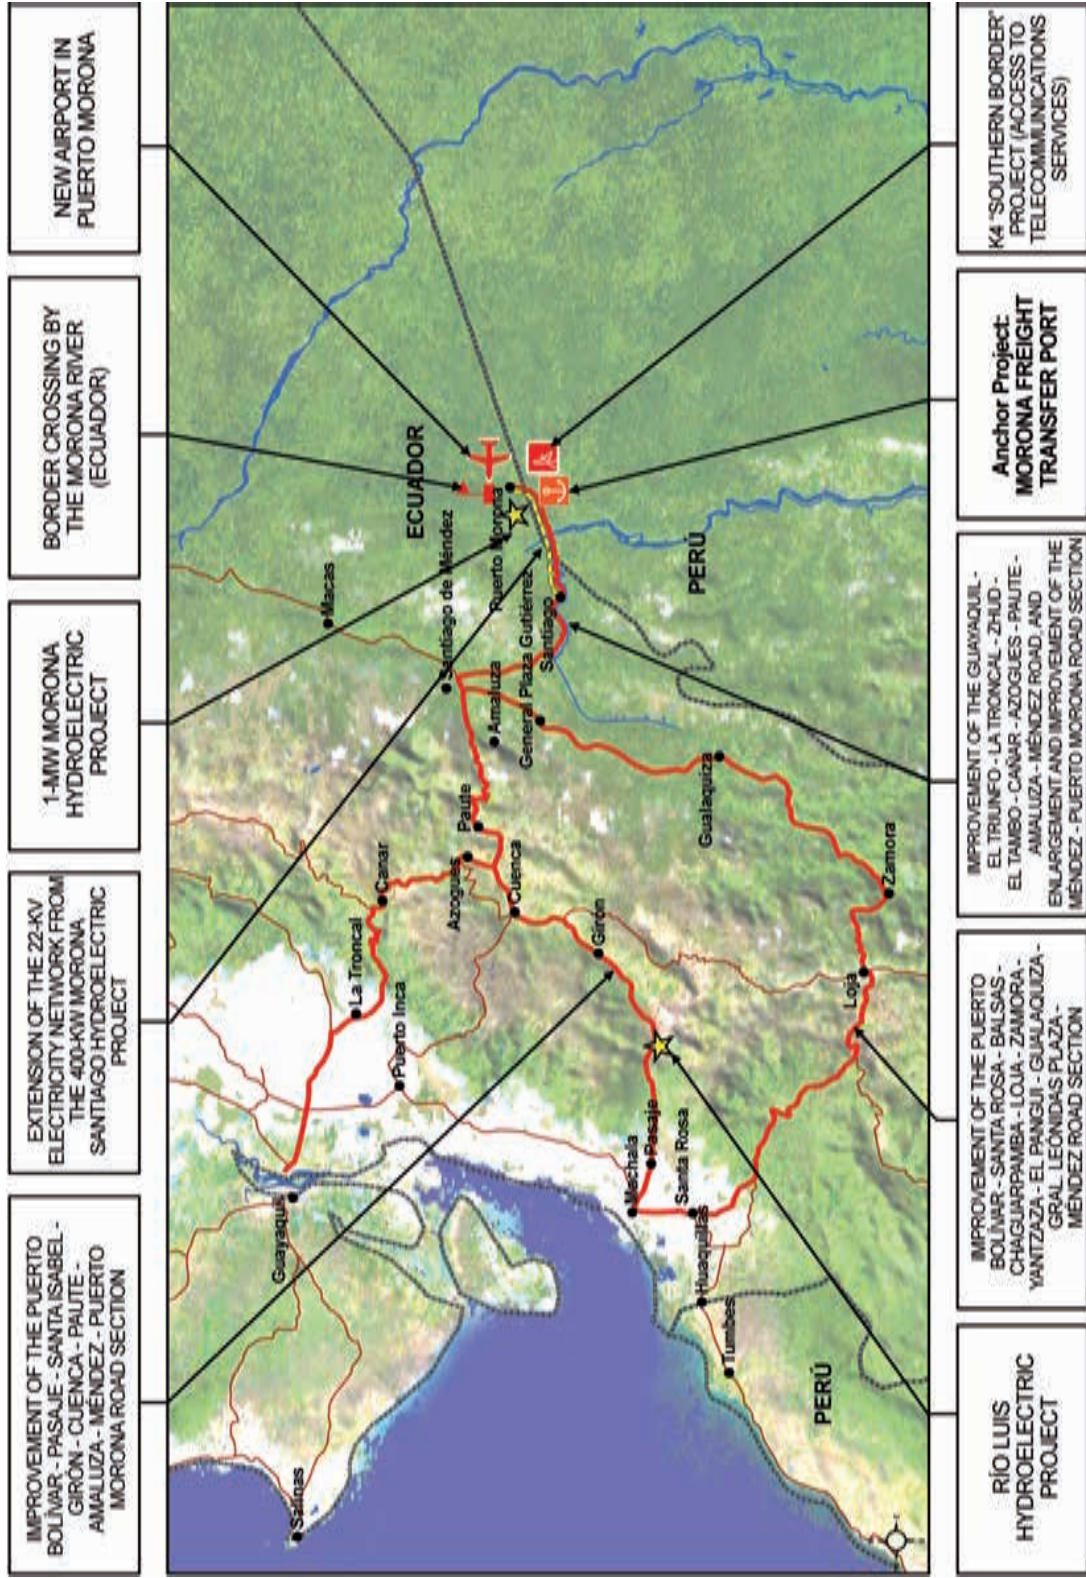 IMPROVEMENT OF THE PUERTO
BOLÍVAR - PASAJE - SANTA ISABEL -
GIRÓN - CUENCA - PAUTE -
AMALUZA - MÉNDEZ - PUERTO
MORONA ROAD SECTION
EXTENSION OF THE 22-KV
ELECTRICITY NETWORK FROM
THE 400-KW MORONA
SANTIAGO HYDROELECTRIC
PROJECT
1-MW MORONA
HYDROELECTRIC
PROJECT
BORDER CROSSING BY
THE MORONA RIVER
(ECUADOR)
NEW AIRPORT IN
PUERTO MORONA
Salinas
Guayaquil
La Troncal
Puerto Inca
Canar
Azogues
Paute
Cuenca
Girón
Macas
Santiago de Méndez
Amaluza
General Plaza Gutiérrez
Santiago
Puerto Morona
ECUADOR
PERÚ
Gualaquiza
Zamora
Loja
Machala
Pasaje
Santa Rosa
Huaquillas
Tumbes
PERÚ
RÍO LUIS
HYDROELECTRIC
PROJECT
IMPROVEMENT OF THE PUERTO
BOLÍVAR - SANTA ROSA - BALSAS -
CHAGUARPAMBA - LOJA - ZAMORA -
YANTZAZA - EL PANGUI - GUALAQUIZA -
GRAL. LEÓNIDAS PLAZA -
MÉNDEZ ROAD SECTION
IMPROVEMENT OF THE GUAYAQUIL -
EL TRIUNFO - LA TRONCAL - ZHUD -
EL TAMBO - CAÑAR - AZOGUES - PAUTE -
AMALUZA - MÉNDEZ ROAD, AND
ENLARGEMENT AND IMPROVEMENT OF THE
MÉNDEZ - PUERTO MORONA ROAD SECTION
Anchor Project:
MORONA FREIGHT
TRANSFER PORT
K4 "SOUTHERN BORDER"
PROJECT (ACCESS TO
TELECOMMUNICATIONS
SERVICES)